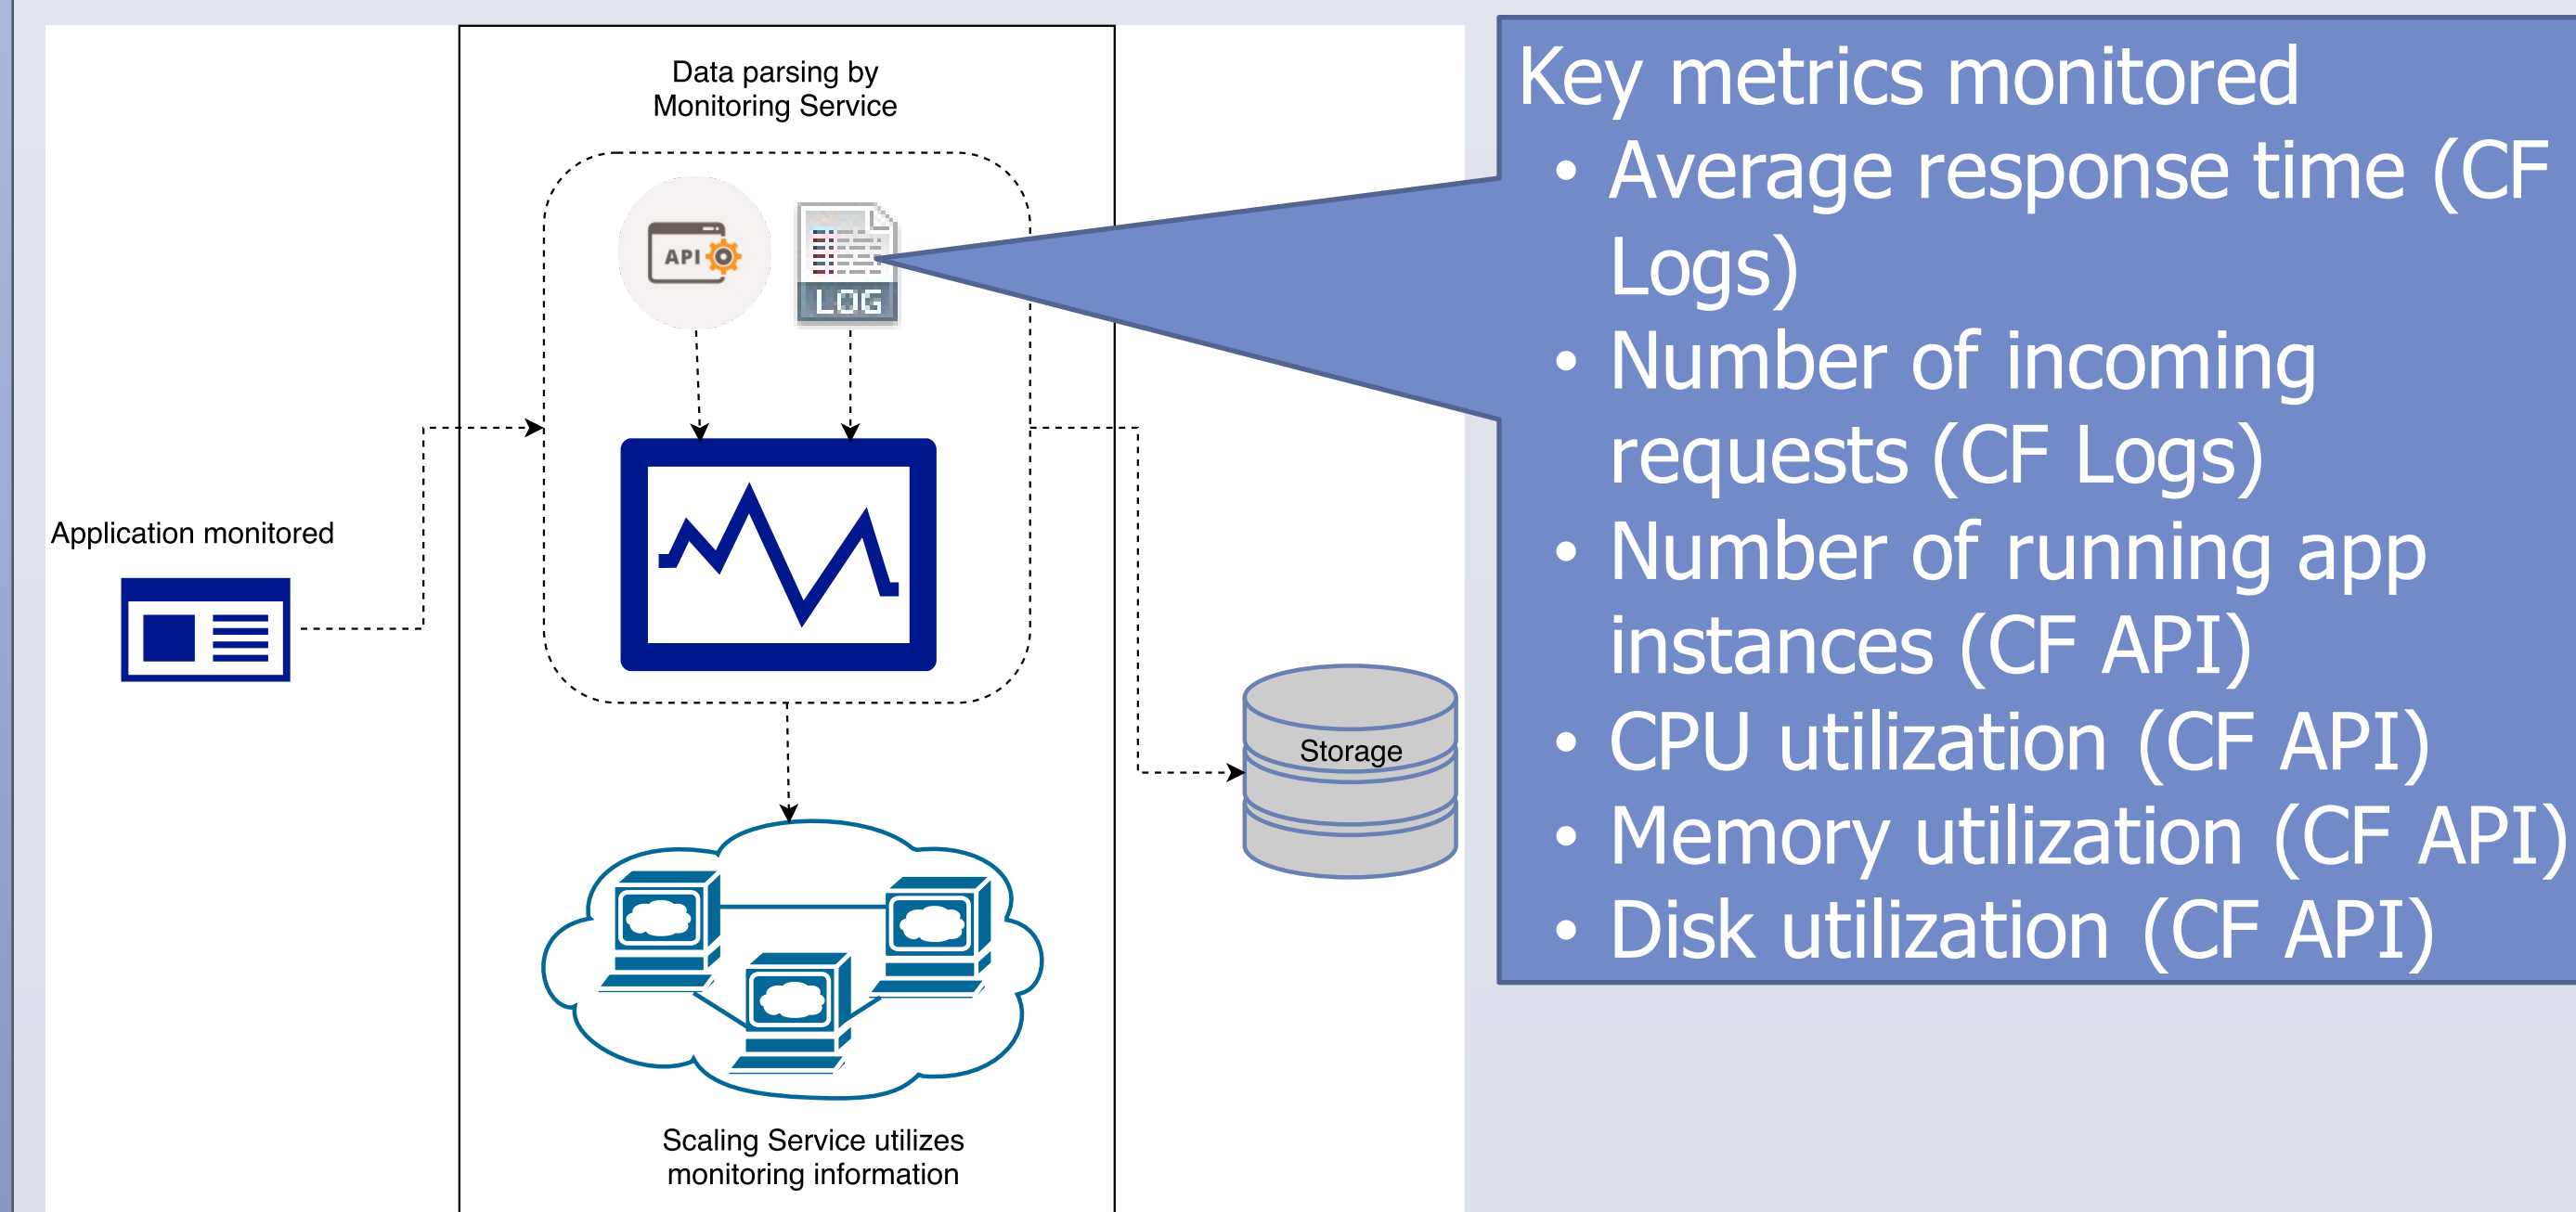 Data parsing by
Monitoring Service
API
LOG
Application monitored
Storage
Scaling Service utilizes
monitoring information
Key metrics monitored
• Average response time (CF
Logs)
• Number of incoming
requests (CF Logs)
• Number of running app
instances (CF API)
• CPU utilization (CF API)
• Memory utilization (CF API)
• Disk utilization (CF API)